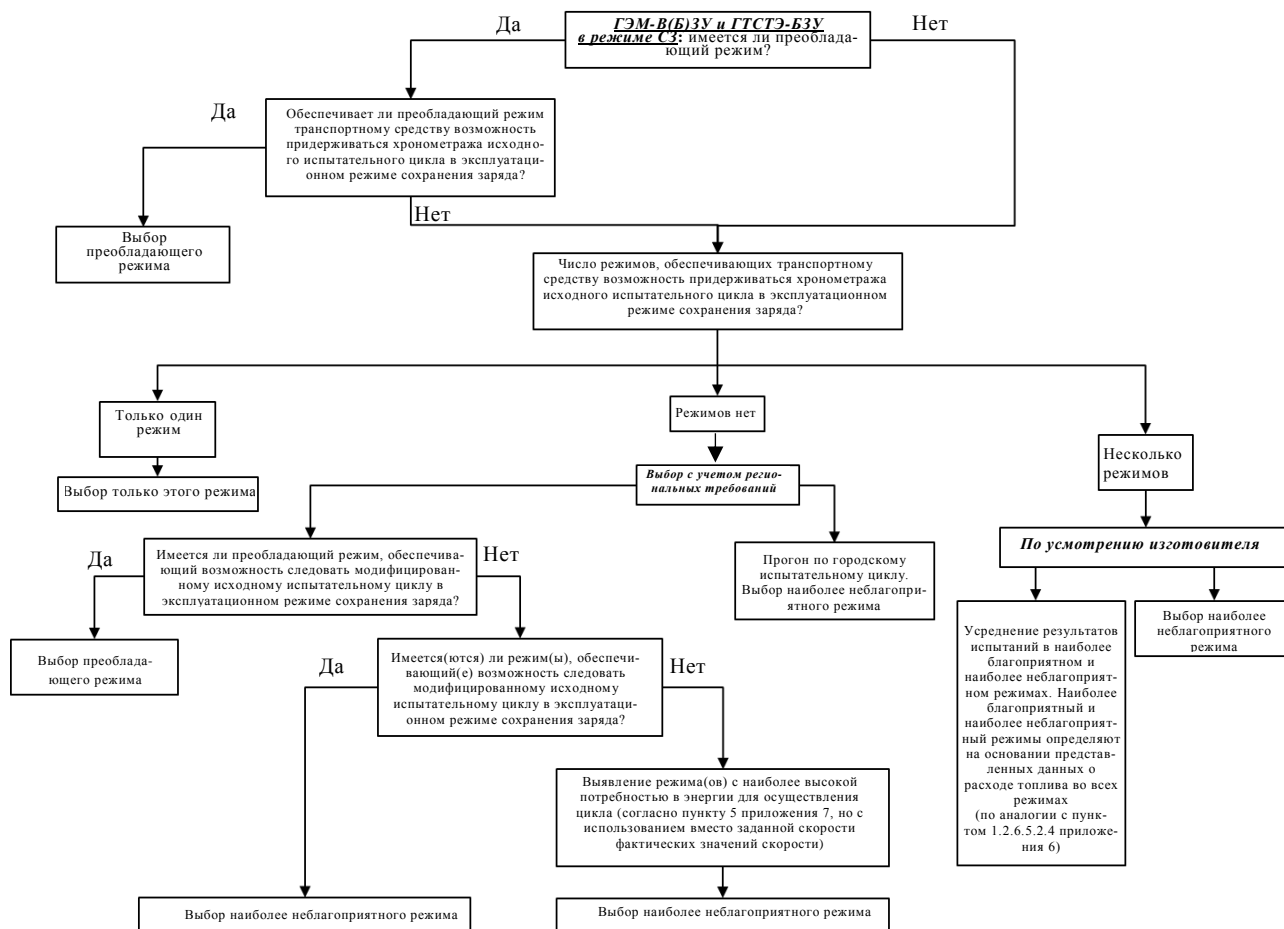 ГЭМ-В(Б)ЗУ и ГТСТЭ-БЗУ
в режиме СЗ: имеется ли преоблада-
ющий режим?
Да
Нет
Да
Обеспечивает ли преобладающий режим
транспортному средству возможность
придерживаться хронометража исходно-
го испытательного цикла в эксплуатаци-
онном режиме сохранения заряда?
Нет
Выбор
преобладающего
режима
Число режимов, обеспечивающих транспортному
средству возможность придерживаться хронометража
исходного испытательного цикла в эксплуатационном
режиме сохранения заряда?
Только один
режим
Режимов нет
Несколько
режимов
Выбор только этого режима
Выбор с учетом регио-
нальных требований
По усмотрению изготовителя
Да
Имеется ли преобладающий режим, обеспечива-
ющий возможность следовать модифицирован-
ному исходному испытательному циклу в
эксплуатационном режиме сохранения заряда?
Нет
Прогон по городскому
испытательному циклу.
Выбор наиболее неблагопри-
ятного режима
Усреднение результатов
испытаний в наиболее
благоприятном и
наиболее неблагоприят-
ном режимах. Наиболее
благоприятный и
наиболее неблагоприят-
ный режимы определяют
на основании представ-
ленных данных о
расходе топлива во всех
режимах
(по аналогии с пунк-
том 1.2.6.5.2.4 приложе-
ния 6)
Выбор наиболее
неблагоприятного
режима
Выбор преоблада-
ющего режима
Да
Имеется(ются) ли режим(ы), обеспечи-
вающий(е) возможность следовать
модифицированному исходному
испытательному циклу в эксплуатаци-
онном режиме сохранения заряда?
Нет
Выявление режима(ов) с наиболее высокой
потребностью в энергии для осуществления
цикла (согласно пункту 5 приложения 7, но с
использованием вместо заданной скорости
фактических значений скорости)
Выбор наиболее неблагоприятного режима
Выбор наиболее неблагоприятного режима